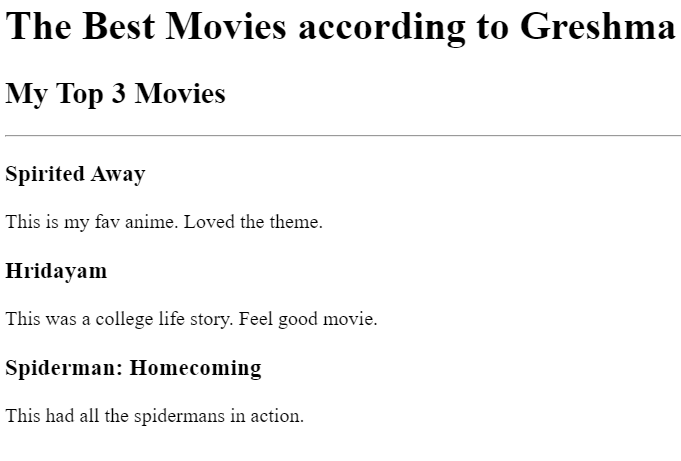 The Best Movies according to Greshma
My Top 3 Movies
Spirited Away
This is my fav anime. Loved the theme.
Hridayam
This was a college life story. Feel good movie.
Spiderman: Homecoming
This had all the spidermans in action.